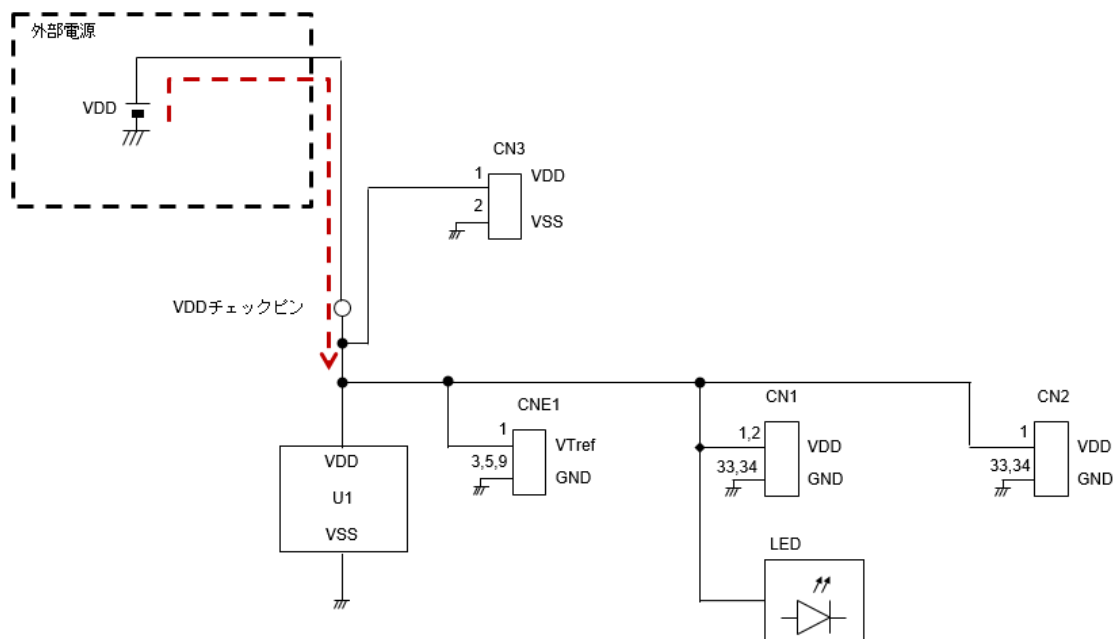 外部電源
VDD
CN3
1
VDD
2
VSS
VDDチェックピン
CNE1
1
VTref
3,5,9
GND
CN1
1,2
VDD
33,34
GND
CN2
1
VDD
33,34
GND
VDD
U1
VSS
LED